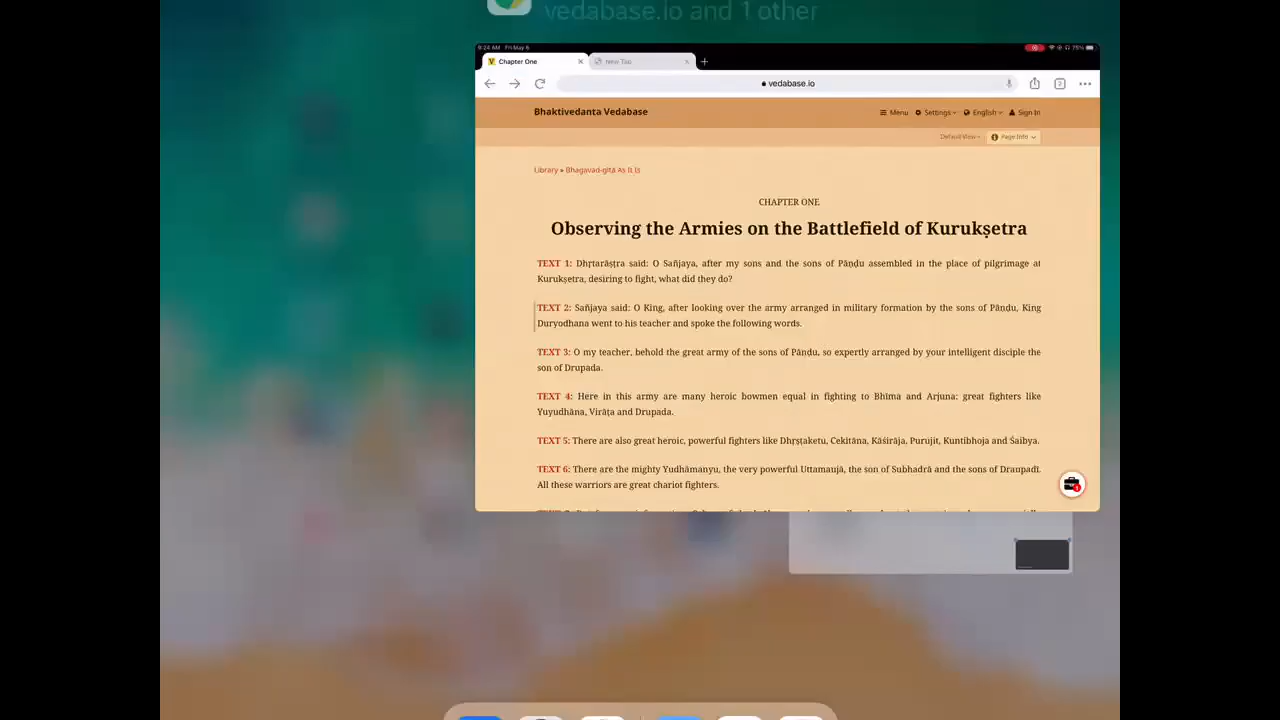 vedabase.io and 1 other
9:24 AM Fri May 6
75%
Chapter One
New Tab
vedabase.io
Bhaktivedanta Vedabase
Menu Settings English Sign In
Default View Page Info
Library » Bhagavad-gītā As It Is
CHAPTER ONE
Observing the Armies on the Battlefield of Kurukṣetra
TEXT 1: Dhṛtarāṣṭra said: O Sañjaya, after my sons and the sons of Pāṇḍu assembled in the place of pilgrimage at
Kurukṣetra, desiring to fight, what did they do?
TEXT 2: Sañjaya said: O King, after looking over the army arranged in military formation by the sons of Pāṇḍu, King
Duryodhana went to his teacher and spoke the following words.
TEXT 3: O my teacher, behold the great army of the sons of Pāṇḍu, so expertly arranged by your intelligent disciple the
son of Drupada.
TEXT 4: Here in this army are many heroic bowmen equal in fighting to Bhīma and Arjuna: great fighters like
Yuyudhāna, Virāṭa and Drupada.
TEXT 5: There are also great heroic, powerful fighters like Dhṛṣṭaketu, Cekitāna, Kāśirāja, Purujit, Kuntibhoja and Śaibya.
TEXT 6: There are the mighty Yudhāmanyu, the very powerful Uttamaujā, the son of Subhadrā and the sons of Draupadī.
All these warriors are great chariot fighters.